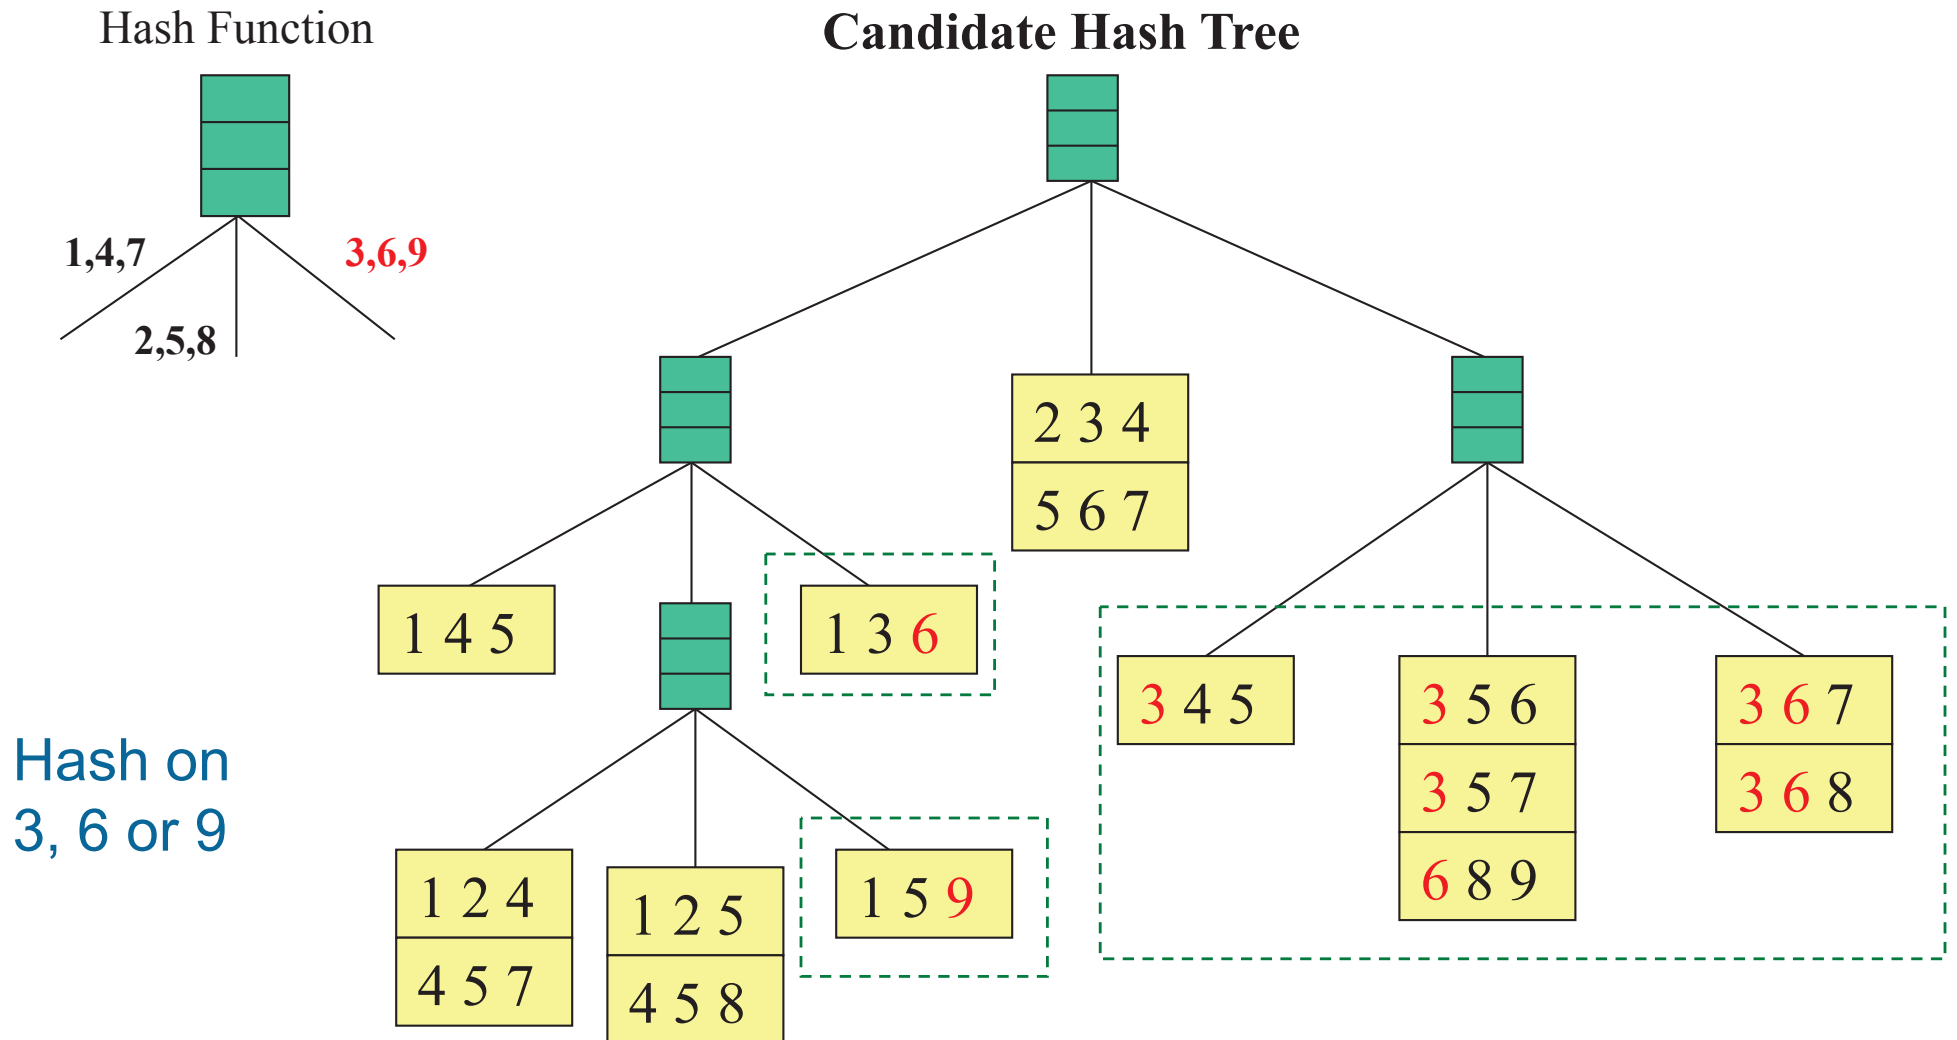 Hash Function
Candidate Hash Tree
1,4,7
3,6,9
2,5,8
2 3 4
5 6 7
1 4 5
1 3 6
3 4 5
3 5 6
3 6 7
3 5 7
3 6 8
6 8 9
Hash on
3, 6 or 9
1 2 4
1 2 5
1 5 9
4 5 7
4 5 8